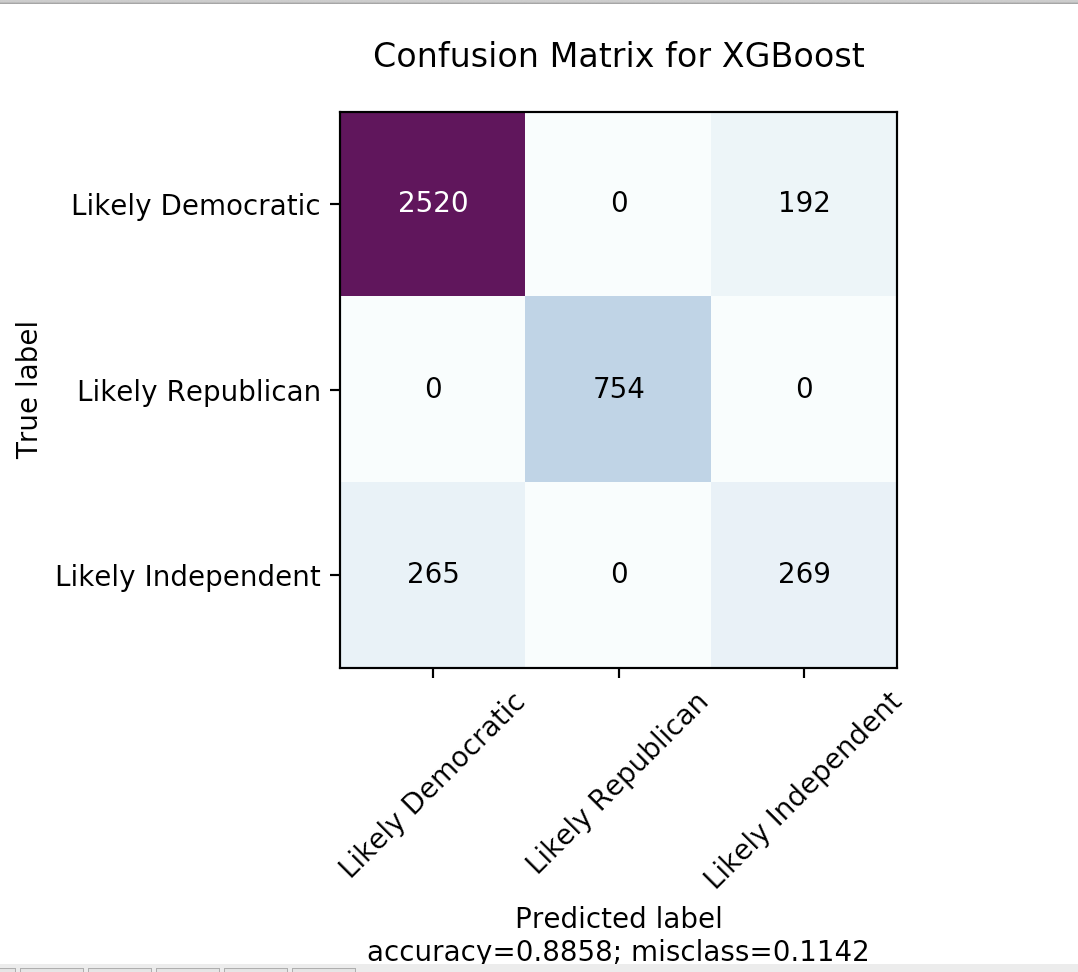 Confusion Matrix for XGBoost
Likely Democratic 2520 0 192
Likely Republican 0 754 0
Likely Independent 265 0 269
True label
Likely Democratic Likely Republican Likely Independent
Predicted label
accuracy=0.8858; misclass=0.1142